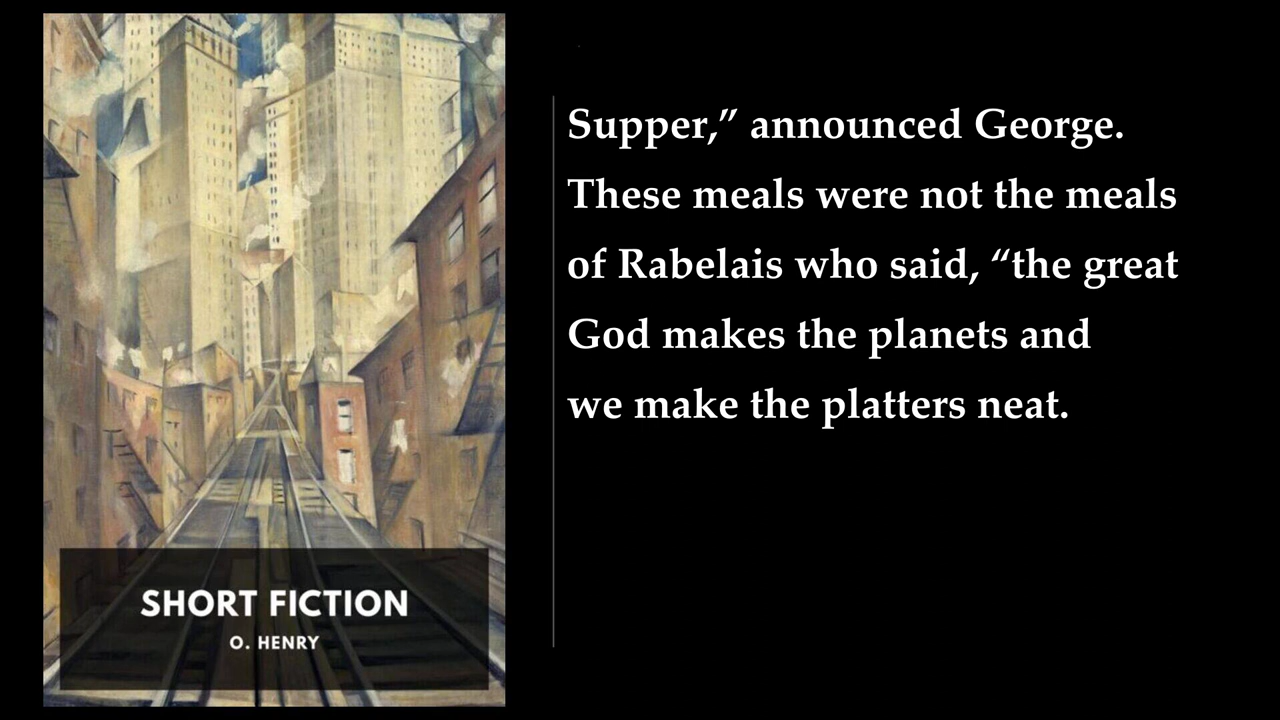 SHORT FICTION
O. HENRY
Supper,” announced George.
These meals were not the meals
of Rabelais who said, “the great
God makes the planets and
we make the platters neat.